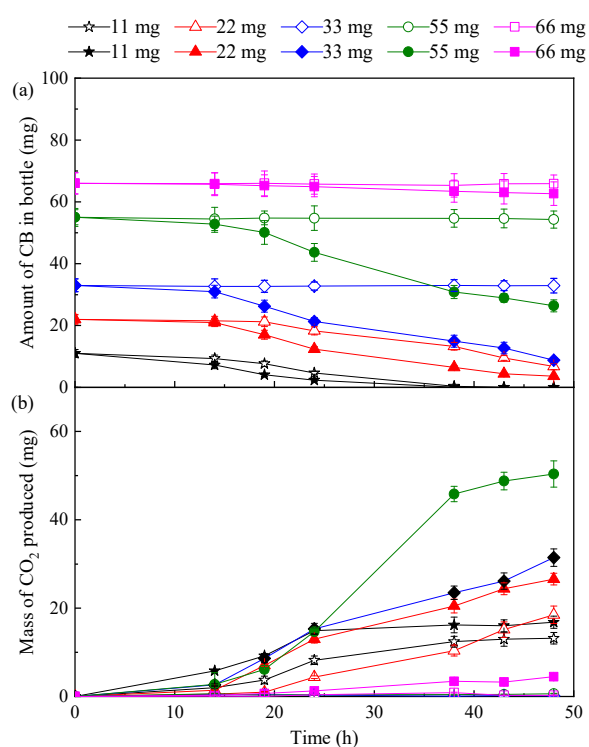 11 mg 22 mg 33 mg 55 mg 66 mg
11 mg 22 mg 33 mg 55 mg 66 mg
(a)
Amount of CB in bottle (mg)
100
80
60
40
20
0
(b)
Mass of CO₂ produced (mg)
60
40
20
0
0 10 20 30 40 50
Time (h)